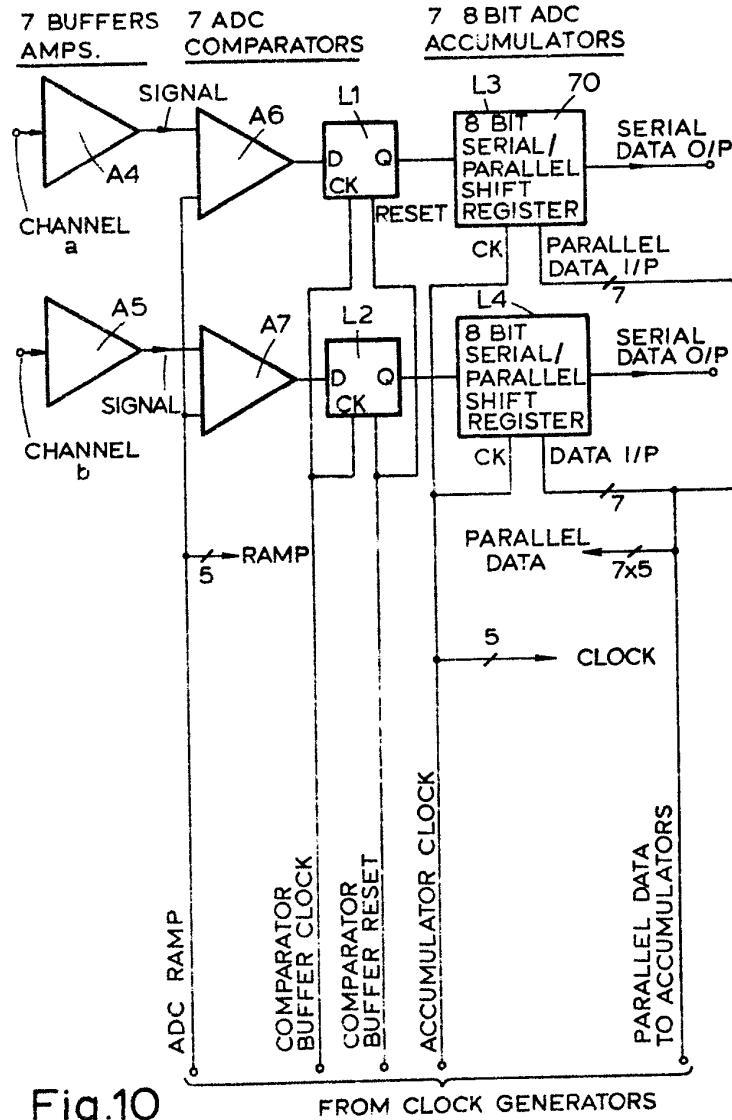 7 BUFFERS
AMPS.
7 ADC
COMPARATORS
7 8 BIT ADC
ACCUMULATORS
SIGNAL
A4
A6
L1
D Q
CK
RESET
L3
70
8 BIT
SERIAL/
PARALLEL
SHIFT
REGISTER
SERIAL
DATA O/P
CHANNEL
a
CK
PARALLEL
DATA I/P
7
A5
A7
L2
D Q
CK
L4
8 BIT
SERIAL/
PARALLEL
SHIFT
REGISTER
SERIAL
DATA O/P
SIGNAL
CHANNEL
b
CK
DATA I/P
7
5
RAMP
PARALLEL
DATA
7x5
5
CLOCK
ADC RAMP
COMPARATOR
BUFFER CLOCK
COMPARATOR
BUFFER RESET
ACCUMULATOR CLOCK
PARALLEL DATA
TO ACCUMULATORS
Fig.10
FROM CLOCK GENERATORS